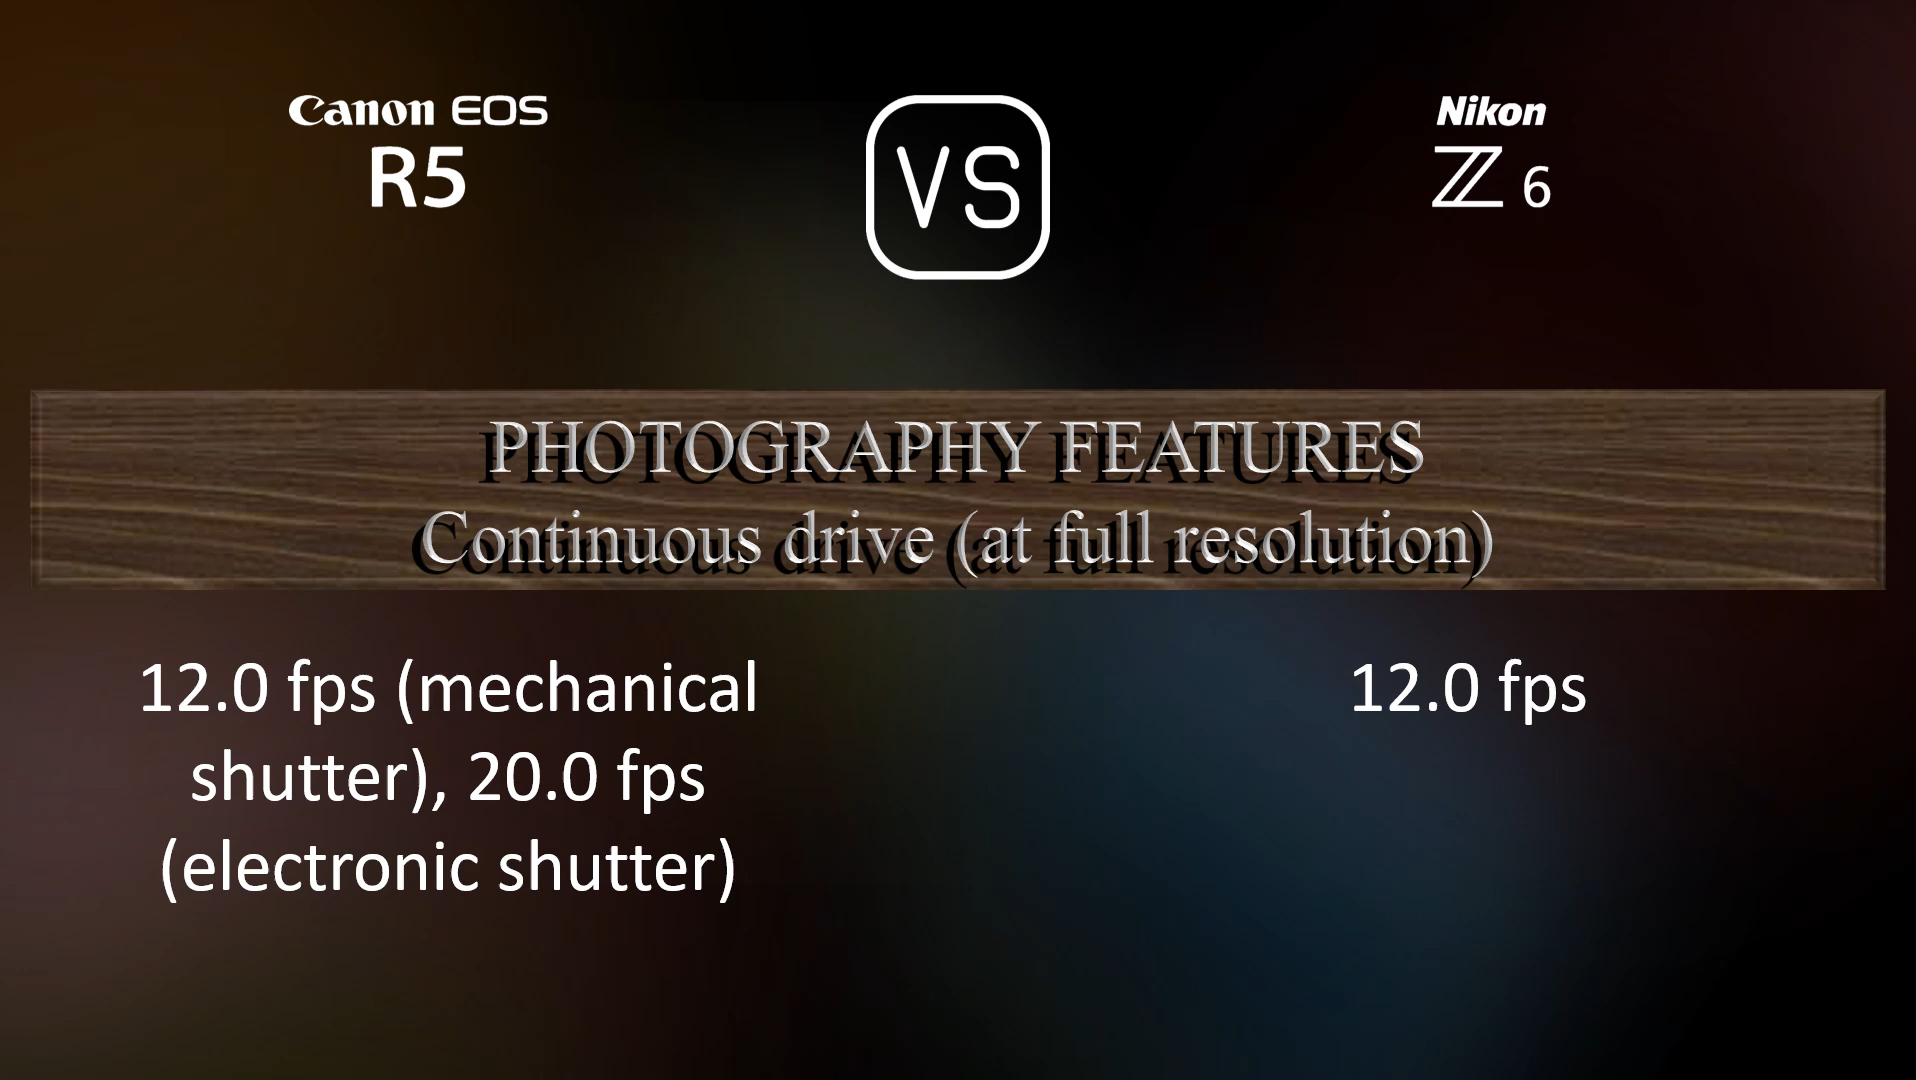 Canon EOS
R5
VS
Nikon
Z 6
PHOTOGRAPHY FEATURES
Continuous drive (at full resolution)
12.0 fps (mechanical
shutter), 20.0 fps
(electronic shutter)
12.0 fps